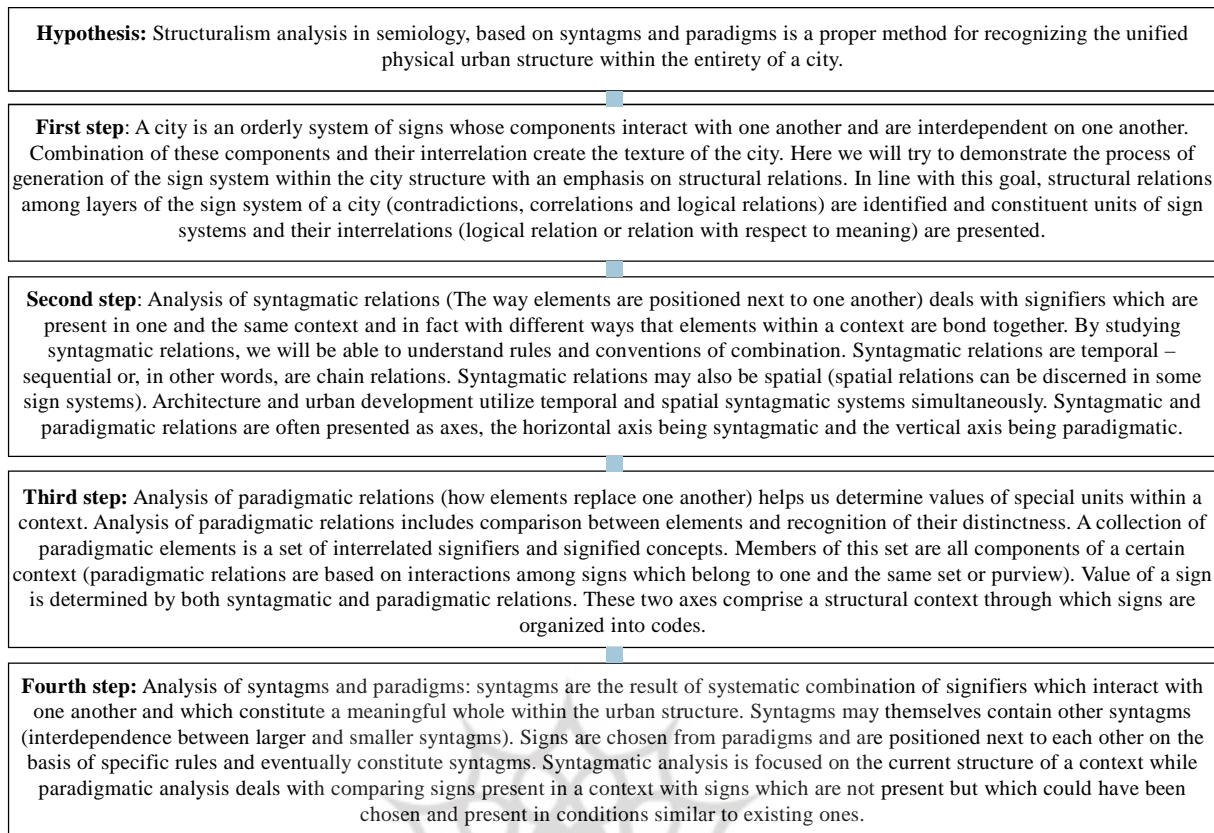 Hypothesis: Structuralism analysis in semiology, based on syntagms and paradigms is a proper method for recognizing the unified
physical urban structure within the entirety of a city.
First step: A city is an orderly system of signs whose components interact with one another and are interdependent on one another.
Combination of these components and their interrelation create the texture of the city. Here we will try to demonstrate the process of
generation of the sign system within the city structure with an emphasis on structural relations. In line with this goal, structural relations
among layers of the sign system of a city (contradictions, correlations and logical relations) are identified and constituent units of sign
systems and their interrelations (logical relation or relation with respect to meaning) are presented.
Second step: Analysis of syntagmatic relations (The way elements are positioned next to one another) deals with signifiers which are
present in one and the same context and in fact with different ways that elements within a context are bond together. By studying
syntagmatic relations, we will be able to understand rules and conventions of combination. Syntagmatic relations are temporal –
sequential or, in other words, are chain relations. Syntagmatic relations may also be spatial (spatial relations can be discerned in some
sign systems). Architecture and urban development utilize temporal and spatial syntagmatic systems simultaneously. Syntagmatic and
paradigmatic relations are often presented as axes, the horizontal axis being syntagmatic and the vertical axis being paradigmatic.
Third step: Analysis of paradigmatic relations (how elements replace one another) helps us determine values of special units within a
context. Analysis of paradigmatic relations includes comparison between elements and recognition of their distinctness. A collection of
paradigmatic elements is a set of interrelated signifiers and signified concepts. Members of this set are all components of a certain
context (paradigmatic relations are based on interactions among signs which belong to one and the same set or purview). Value of a sign
is determined by both syntagmatic and paradigmatic relations. These two axes comprise a structural context through which signs are
organized into codes.
Fourth step: Analysis of syntagms and paradigms: syntagms are the result of systematic combination of signifiers which interact with
one another and which constitute a meaningful whole within the urban structure. Syntagms may themselves contain other syntagms
(interdependence between larger and smaller syntagms). Signs are chosen from paradigms and are positioned next to each other on the
basis of specific rules and eventually constitute syntagms. Syntagmatic analysis is focused on the current structure of a context while
paradigmatic analysis deals with comparing signs present in a context with signs which are not present but which could have been
chosen and present in conditions similar to existing ones.